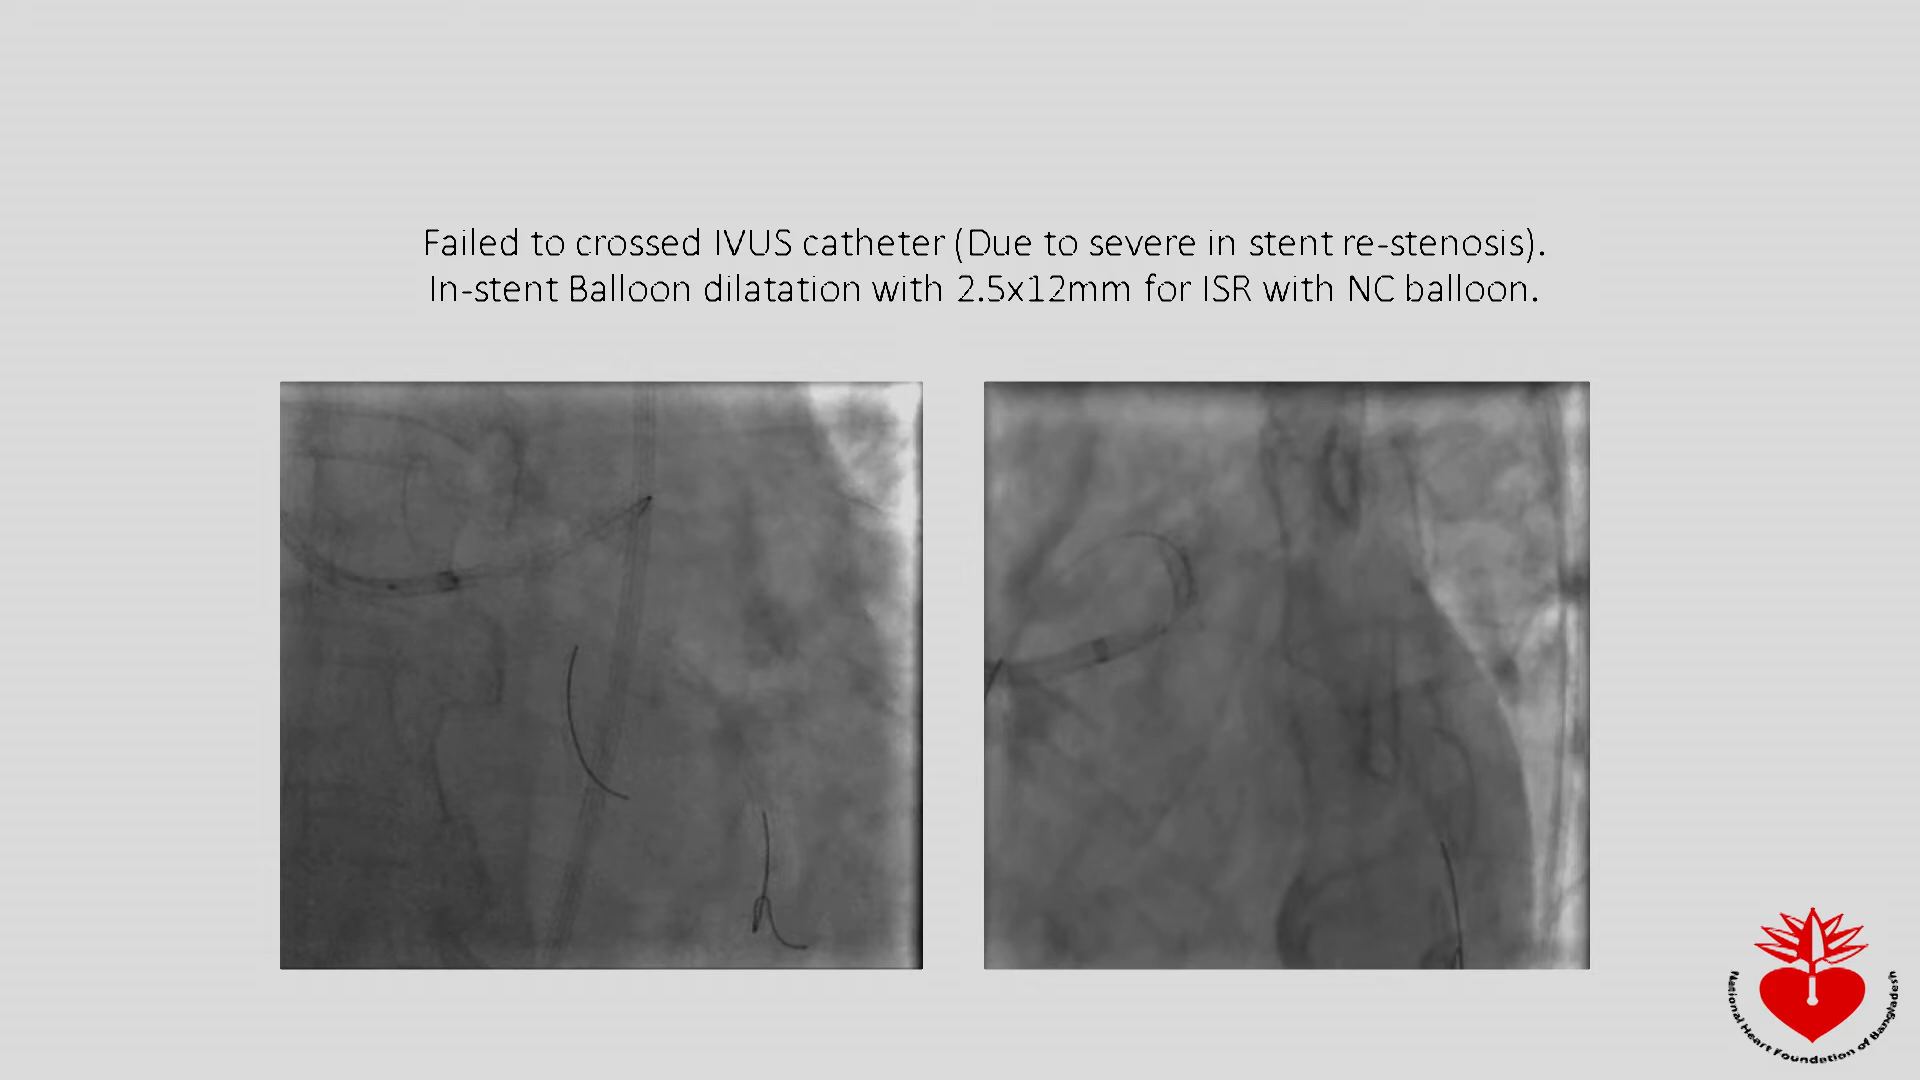 Failed to crossed IVUS catheter (Due to severe in stent re-stenosis).
In-stent Balloon dilatation with 2.5x12mm for ISR with NC balloon.
National Heart Foundation of Bangladesh